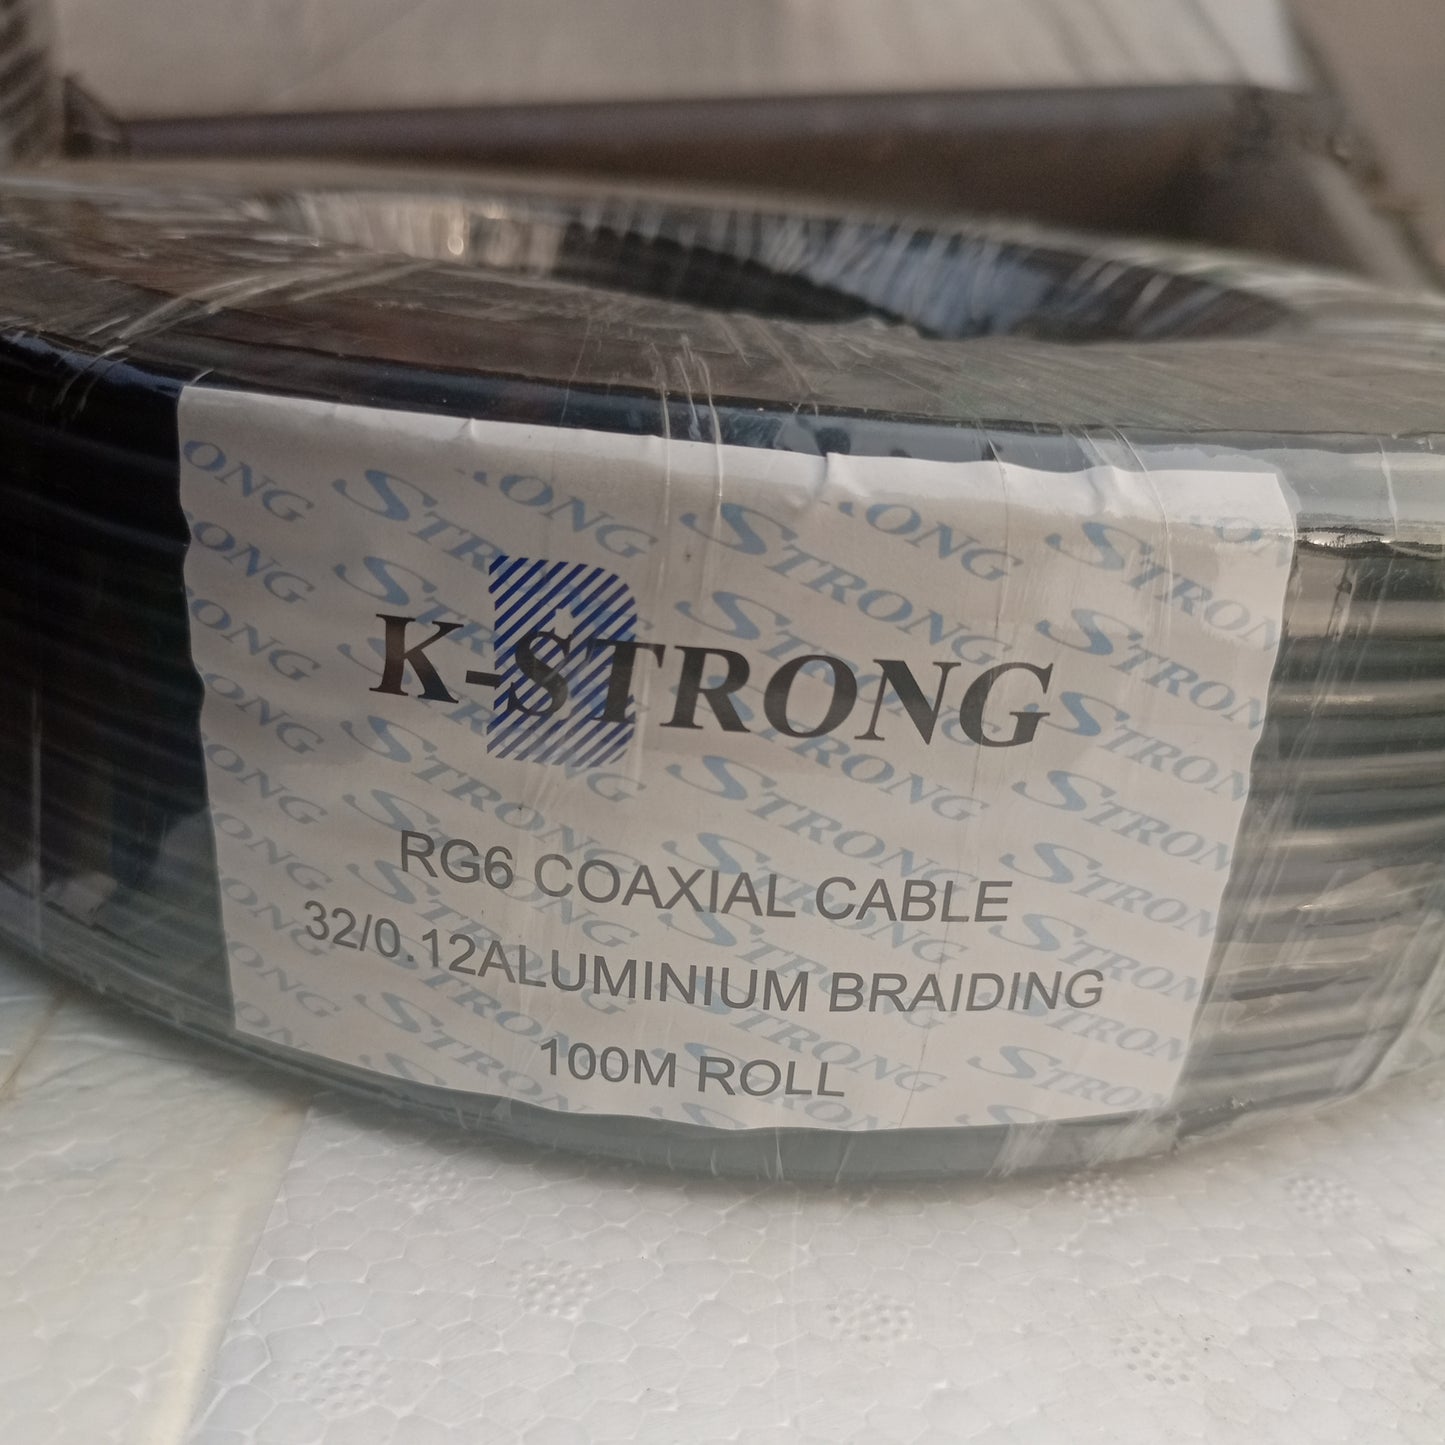 K-STRONG
RG6 COAXIAL CABLE
32/0.12ALUMINIUM BRAIDING
100M ROLL